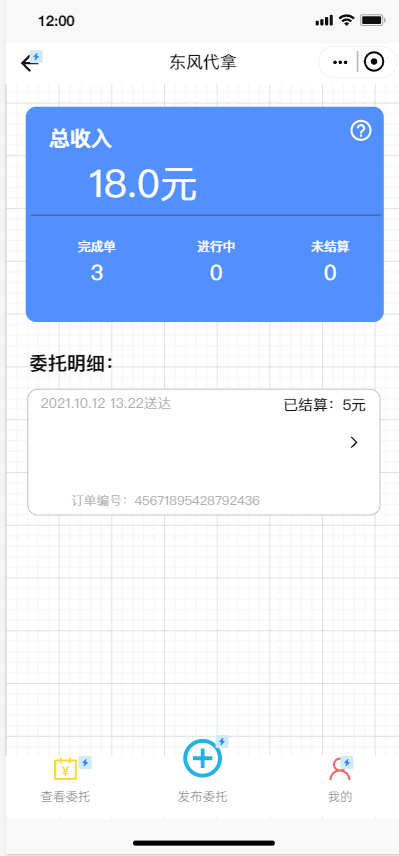 12:00
东风代拿
总收入
18.0元
完成单 进行中 未结算
3 0 0
委托明细：
2021.10.12 13.22送达 已结算：5元
订单编号：45671895428792436
¥
查看委托 发布委托 我的